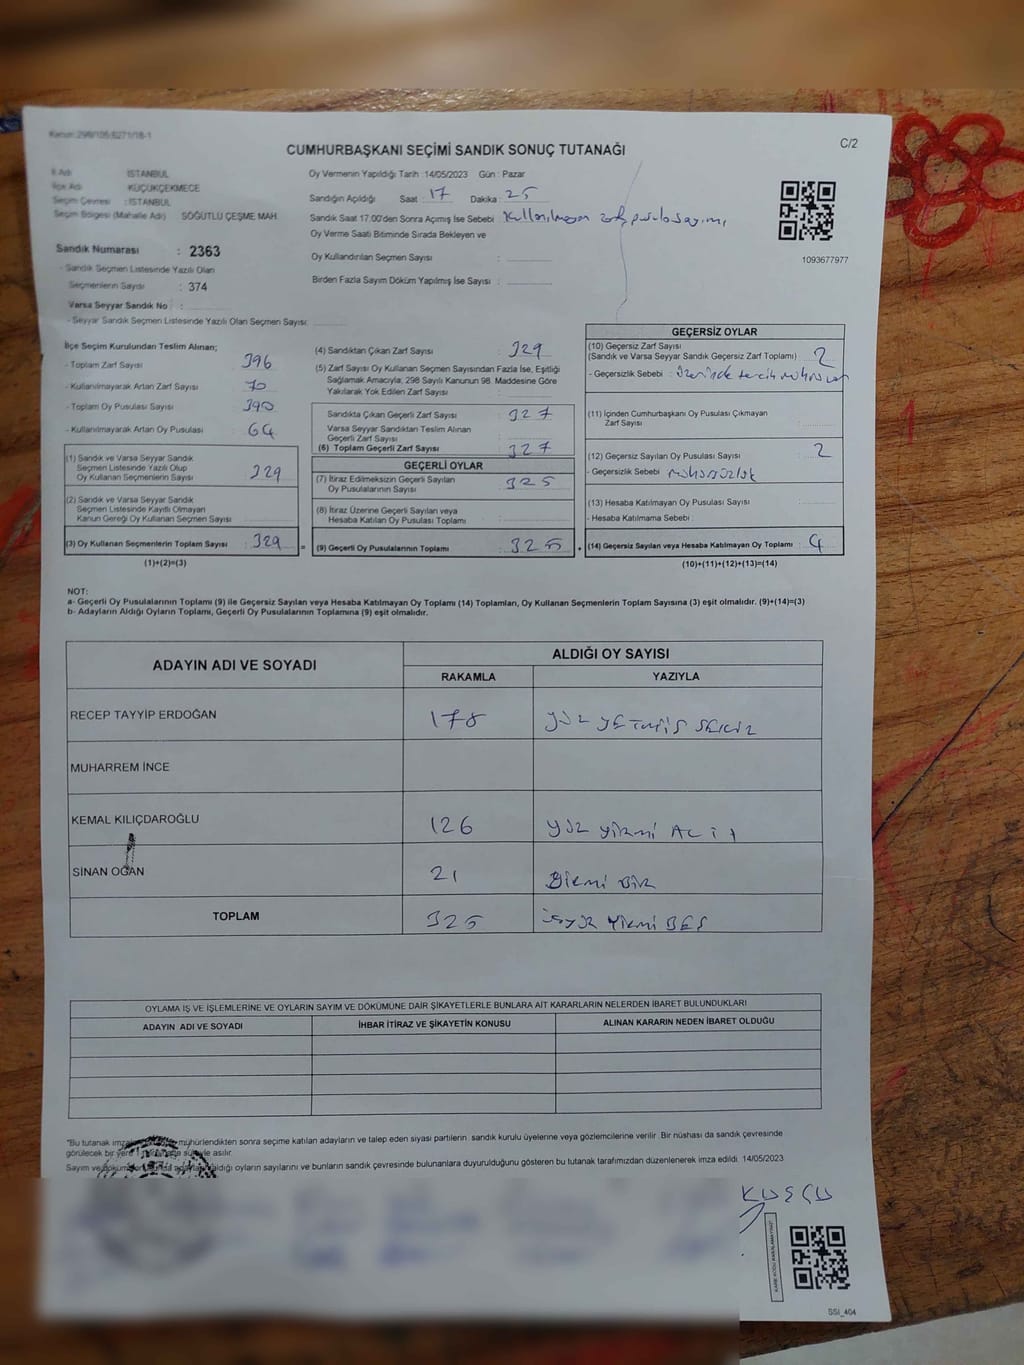 Kanun:298/105;6271/18-1
C/2
CUMHURBAŞKANI SEÇİMİ SANDIK SONUÇ TUTANAĞI
İl Adı : İSTANBUL
İlçe Adı : KÜÇÜKÇEKMECE
Seçim Çevresi : İSTANBUL
Seçim Bölgesi (Mahalle Adı) : SÖĞÜTLÜ ÇEŞME MAH.
Sandık Numarası : 2363
- Sandık Seçmen Listesinde Yazılı Olan
Seçmenlerin Sayısı : 374
Varsa Seyyar Sandık No :
- Seyyar Sandık Seçmen Listesinde Yazılı Olan Seçmen Sayısı:
Oy Vermenin Yapıldığı Tarih : 14/05/2023 Gün : Pazar
Sandığın Açıldığı Saat : 17 Dakika : 25
Sandık Saat 17:00'den Sonra Açımış İse Sebebi : Kullanılmayan zarf pusula sayımı
Oy Verme Saati Bitiminde Sırada Bekleyen ve
Oy Kullandırılan Seçmen Sayısı :
Birden Fazla Sayım Döküm Yapılmış İse Sayısı :
1093677977
İlçe Seçim Kurulundan Teslim Alınan;
- Toplam Zarf Sayısı : 396
- Kullanılmayarak Artan Zarf Sayısı : 70
- Toplam Oy Pusulası Sayısı : 390
- Kullanılmayarak Artan Oy Pusulası : 64
(1) Sandık ve Varsa Seyyar Sandık
Seçmen Listesinde Yazılı Olup
Oy Kullanan Seçmen Sayısı : 329
(2) Sandık ve Varsa Seyyar Sandık
Seçmen Listesinde Kayıtlı Olmayan
Kanun Gereği Oy Kullanan Seçmen Sayısı :
(3) Oy Kullanan Seçmenlerin Toplam Sayısı : 329 =
(1)+(2)=(3)
(4) Sandıktan Çıkan Zarf Sayısı : 329
(5) Zarf Sayısı Oy Kullanan Seçmen Sayısından Fazla İse, Eşitliği
Sağlamak Amacıyla, 298 Sayılı Kanunun 98. Maddesine Göre
Yakılarak Yok Edilen Zarf Sayısı :
Sandıkta Çıkan Geçerli Zarf Sayısı : 327
Varsa Seyyar Sandıktan Teslim Alınan
Geçerli Zarf Sayısı :
(6) Toplam Geçerli Zarf Sayısı : 327
GEÇERLİ OYLAR
(7) İtiraz Edilmeksizin Geçerli Sayılan
Oy Pusulalarının Sayısı : 325
(8) İtiraz Üzerine Geçerli Sayılan veya
Hesaba Katılan Oy Pusulası Toplamı :
(9) Geçerli Oy Pusulalarının Toplamı : 325 +
GEÇERSİZ OYLAR
(10) Geçersiz Zarf Sayısı
(Sandık ve Varsa Seyyar Sandık Geçersiz Zarf Toplamı) : 2
- Geçersizlik Sebebi : Üzerinde tercih mührü var
(11) İçinden Cumhurbaşkanı Oy Pusulası Çıkmayan
Zarf Sayısı :
(12) Geçersiz Sayılan Oy Pusulası Sayısı : 2
- Geçersizlik Sebebi : mühürsüzlük
(13) Hesaba Katılmayan Oy Pusulası Sayısı :
- Hesaba Katılmama Sebebi :
(14) Geçersiz Sayılan veya Hesaba Katılmayan Oy Toplamı : 4
(10)+(11)+(12)+(13)=(14)
NOT:
a- Geçerli Oy Pusulalarının Toplamı (9) ile Geçersiz Sayılan veya Hesaba Katılmayan Oy Toplamı (14) Toplamları, Oy Kullanan Seçmenlerin Toplam Sayısına (3) eşit olmalıdır. (9)+(14)=(3)
b- Adayların Aldığı Oyların Toplamı, Geçerli Oy Pusulalarının Toplamına (9) eşit olmalıdır.
ADAYIN ADI VE SOYADI ALDIĞI OY SAYISI
RAKAMLA YAZIYLA
RECEP TAYYİP ERDOĞAN 178 YÜZ YETMİŞ SEKİZ
MUHARREM İNCE
KEMAL KILIÇDAROĞLU 126 YÜZ YİRMİ ALTI
SİNAN OĞAN 21 YİRMİ BİR
TOPLAM 325 ÜÇYÜZ YİRMİ BEŞ
OYLAMA İŞ VE İŞLEMLERİNE VE OYLARIN SAYIM VE DÖKÜMÜNE DAİR ŞİKAYETLERLE BUNLARA AİT KARARLARIN NELERDEN İBARET BULUNDUKLARI
ADAYIN ADI VE SOYADI İHBAR İTİRAZ VE ŞİKAYETİN KONUSU ALINAN KARARIN NEDEN İBARET OLDUĞU
"Bu tutanak mühürlendikten sonra seçime katılan adayların ve talep eden siyasi partilerin sandık kurulu üyelerine veya gözlemcilerine verilir. Bir nüshası da sandık çevresinde
görülecek bir yere asılır.
Sayım ve oyların sayılarını ve bunların sandık çevresinde bulunanlara duyurulduğunu gösteren bu tutanak tarafımızdan düzenlenerek imza edildi. 14/05/2023
KUŞÇU
SSI_404